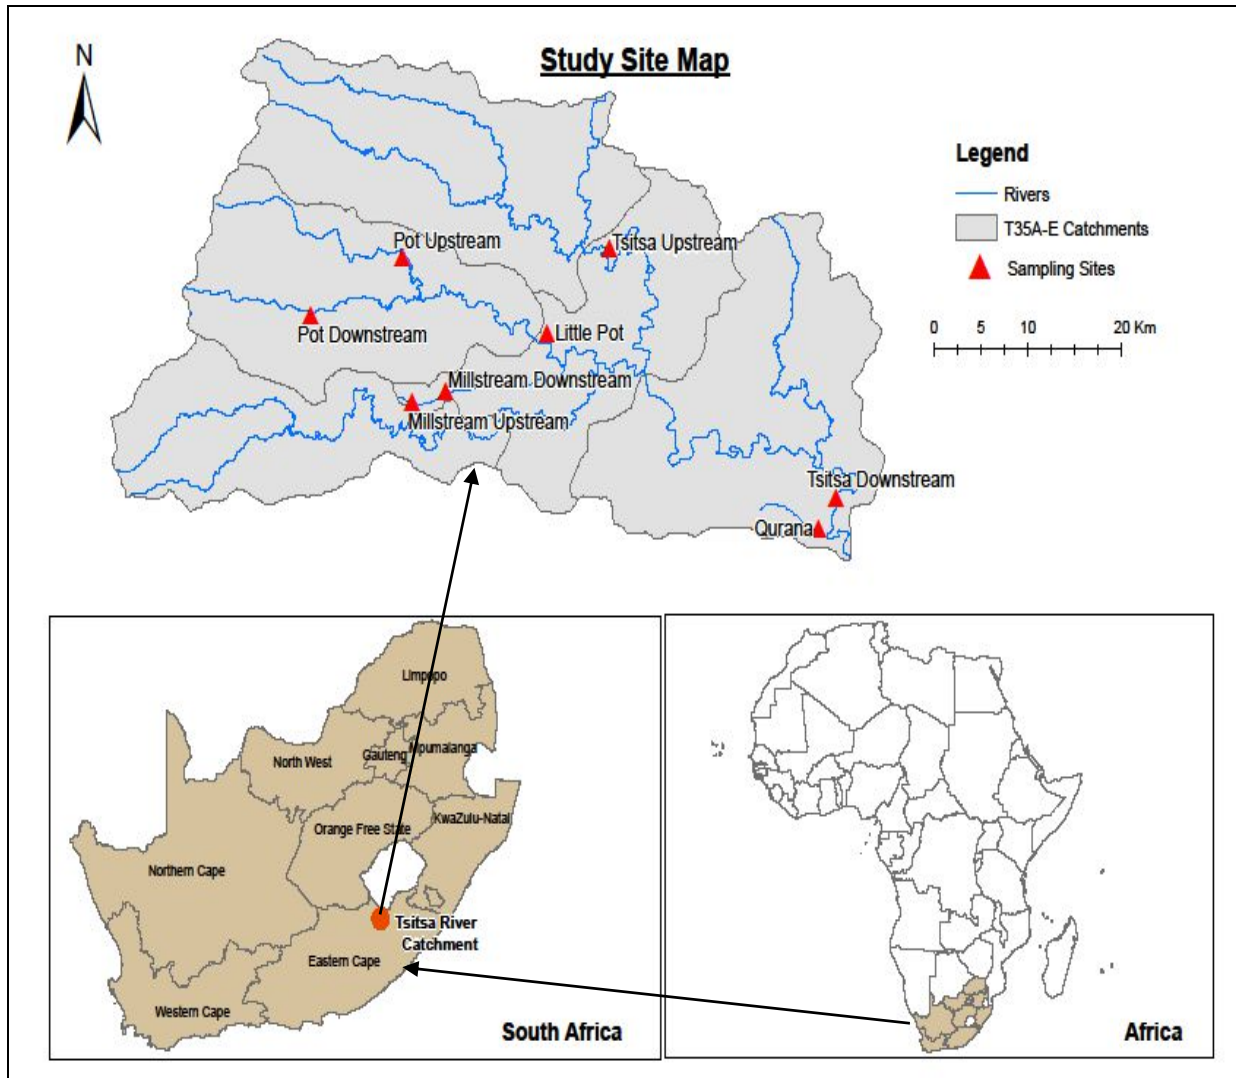 Study Site Map
N
Legend
Rivers
T35A-E Catchments
Sampling Sites
0 5 10 20 Km
Pot Upstream
Tsitsa Upstream
Pot Downstream
Little Pot
Millstream Downstream
Millstream Upstream
Tsitsa Downstream
Qurana
Limpopo
North West
Gauteng
Mpumalanga
Orange Free State
KwaZulu-Natal
Northern Cape
Tsitsa River
Catchment
Eastern Cape
Western Cape
South Africa
Africa